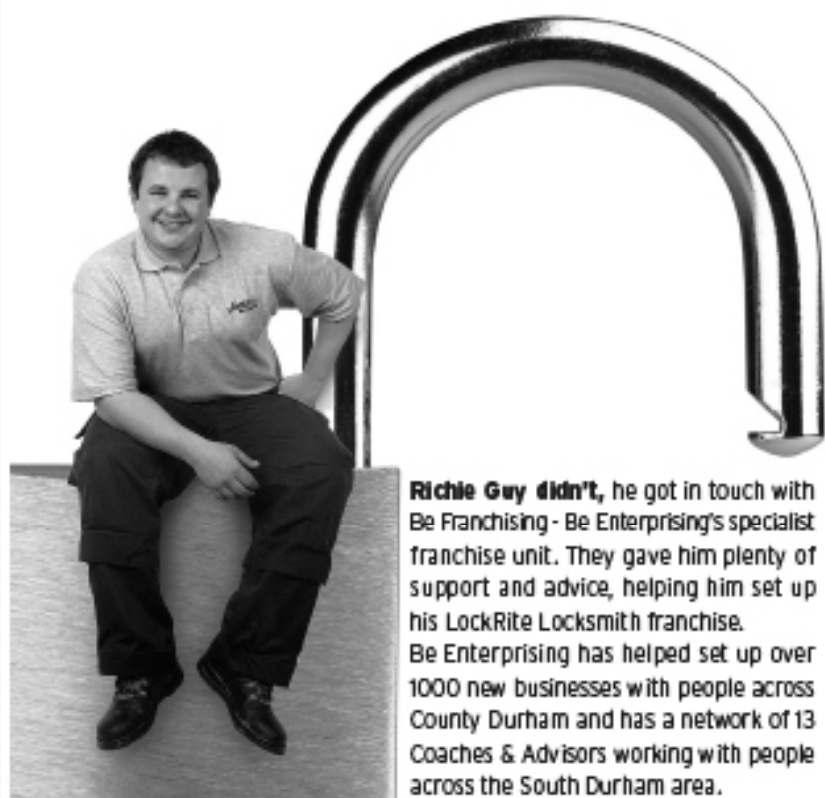 Richie Guy didn't, he got in touch with
Be Franchising - Be Enterprising's specialist
franchise unit. They gave him plenty of
support and advice, helping him set up
his LockRite Locksmith franchise.
Be Enterprising has helped set up over
1000 new businesses with people across
County Durham and has a network of 13
Coaches & Advisors working with people
across the South Durham area.